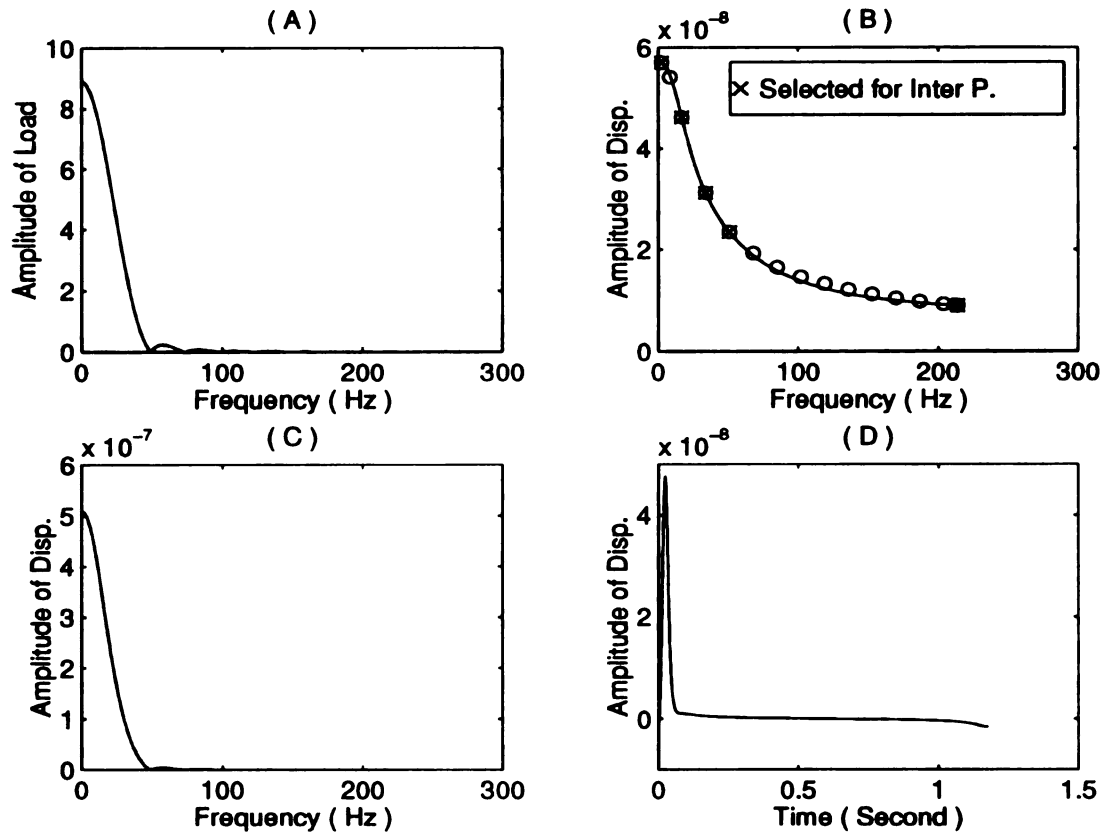 ( A )
10
8
6
4
2
0
0 100 200 300
Amplitude of Load
Frequency ( Hz )
( B )
x 10⁻⁸
6
4
2
0
0 100 200 300
Amplitude of Disp.
Frequency ( Hz )
Selected for Inter P.
( C )
x 10⁻⁷
6
5
4
3
2
1
0
0 100 200 300
Amplitude of Disp.
Frequency ( Hz )
( D )
x 10⁻⁸
4
2
0
0 0.5 1 1.5
Amplitude of Disp.
Time ( Second )